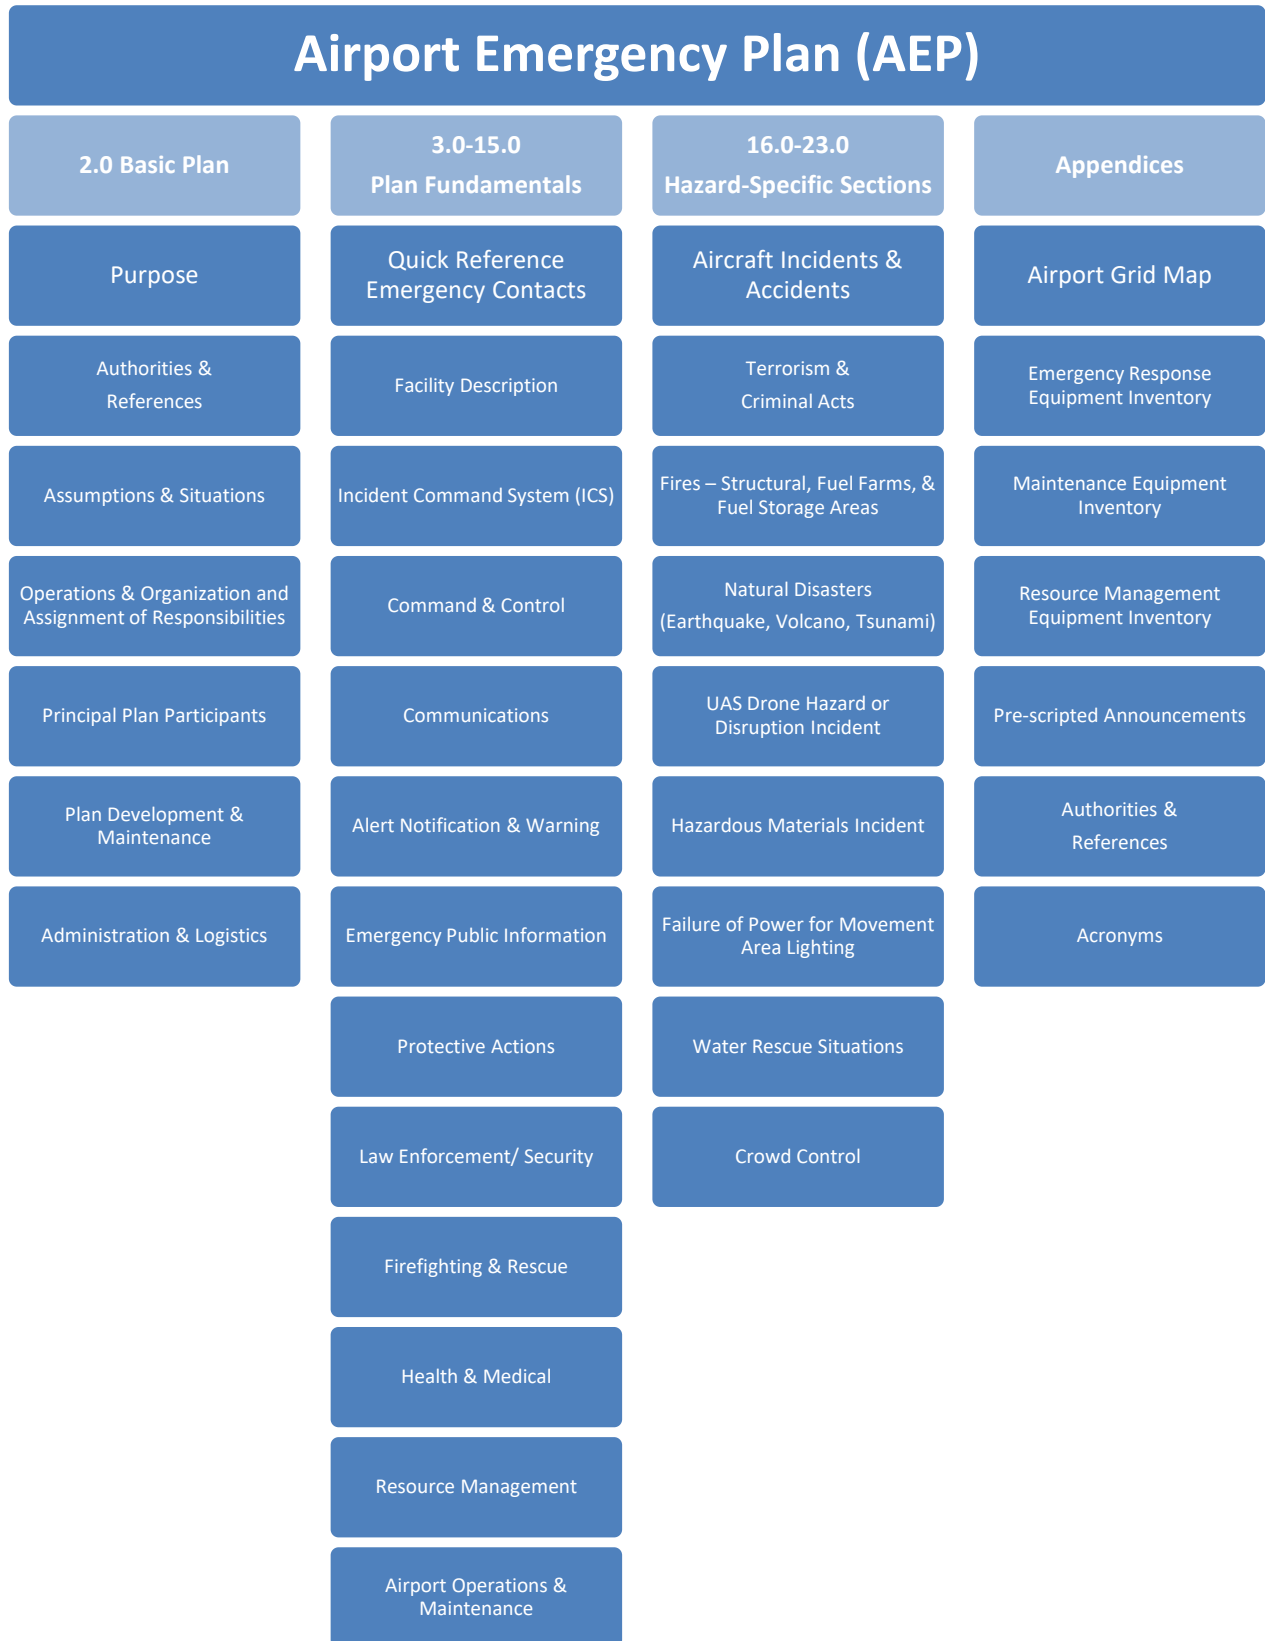 Airport Emergency Plan (AEP)
2.0 Basic Plan
Purpose
Authorities &
References
Assumptions & Situations
Operations & Organization and
Assignment of Responsibilities
Principal Plan Participants
Plan Development &
Maintenance
Administration & Logistics
3.0-15.0
Plan Fundamentals
Quick Reference
Emergency Contacts
Facility Description
Incident Command System (ICS)
Command & Control
Communications
Alert Notification & Warning
Emergency Public Information
Protective Actions
Law Enforcement/ Security
Firefighting & Rescue
Health & Medical
Resource Management
Airport Operations &
Maintenance
16.0-23.0
Hazard-Specific Sections
Aircraft Incidents &
Accidents
Terrorism &
Criminal Acts
Fires – Structural, Fuel Farms, &
Fuel Storage Areas
Natural Disasters
(Earthquake, Volcano, Tsunami)
UAS Drone Hazard or
Disruption Incident
Hazardous Materials Incident
Failure of Power for Movement
Area Lighting
Water Rescue Situations
Crowd Control
Appendices
Airport Grid Map
Emergency Response
Equipment Inventory
Maintenance Equipment
Inventory
Resource Management
Equipment Inventory
Pre-scripted Announcements
Authorities &
References
Acronyms